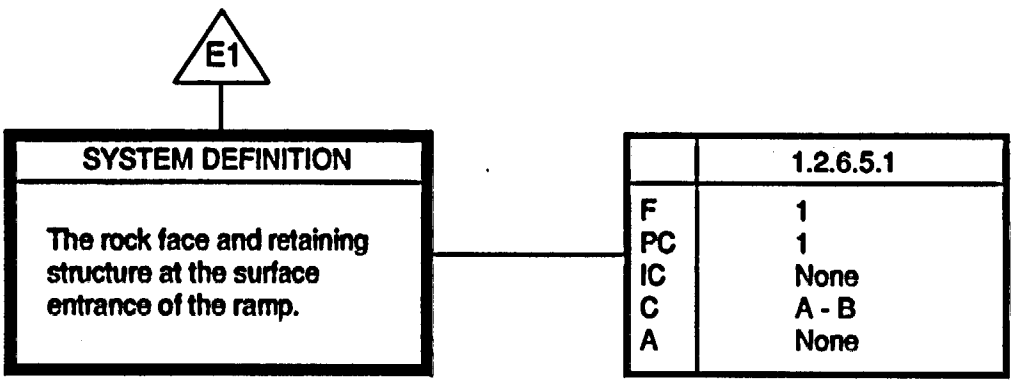 E1
SYSTEM DEFINITION
The rock face and retaining
structure at the surface
entrance of the ramp.
1.2.6.5.1
F 1
PC 1
IC None
C A - B
A None